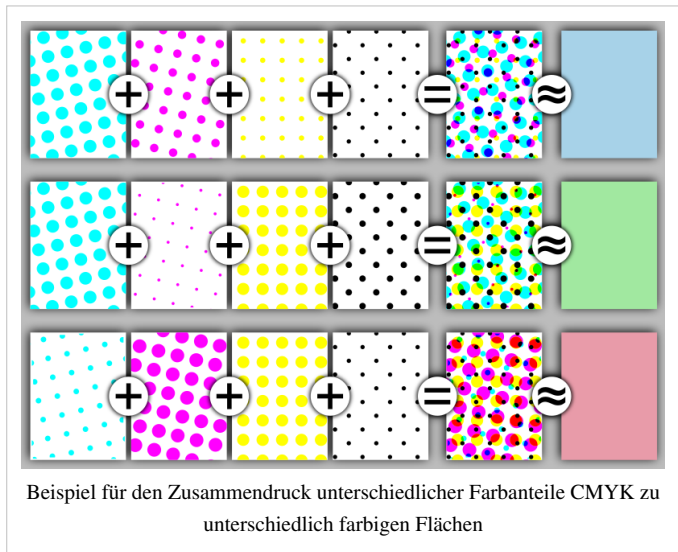 + + + = ≈
+ + + = ≈
+ + + = ≈
Beispiel für den Zusammendruck unterschiedlicher Farbanteile CMYK zu
unterschiedlich farbigen Flächen